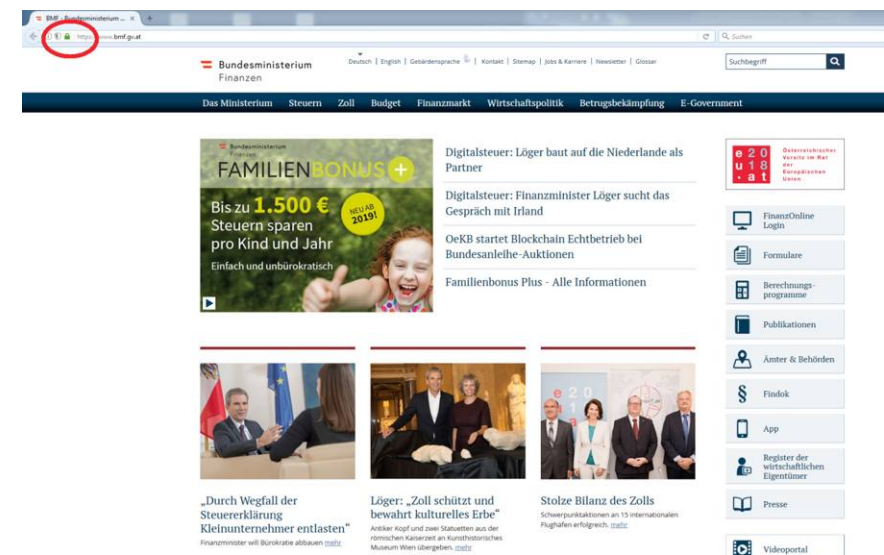 BMF - Bundesministerium ...
www.bmf.gv.at
Suchen
Bundesministerium
Finanzen
Deutsch | English | Gebärdensprache | Kontakt | Sitemap | Jobs & Karriere | Newsletter | Glossar
Suchbegriff
Das Ministerium Steuern Zoll Budget Finanzmarkt Wirtschaftspolitik Betrugsbekämpfung E-Government
Bundesministerium
Finanzen
FAMILIENBONUS+
Bis zu 1.500 €
Steuern sparen
pro Kind und Jahr
Einfach und unbürokratisch
NEU AB
2019!
Digitalsteuer: Löger baut auf die Niederlande als
Partner
Digitalsteuer: Finanzminister Löger sucht das
Gespräch mit Irland
OeKB startet Blockchain Echtbetrieb bei
Bundesanleihe-Auktionen
Familienbonus Plus - Alle Informationen
e 2 0
u 1 8
. a t
Österreichischer
Vorsitz im Rat
der
Europäischen
Union
FinanzOnline
Login
Formulare
Berechnungs-
programme
Publikationen
Ämter & Behörden
Findok
App
Register der
wirtschaftlichen
Eigentümer
Presse
Videoportal
„Durch Wegfall der
Steuererklärung
Kleinunternehmer entlasten“
Finanzminister will Bürokratie abbauen mehr
Löger: „Zoll schützt und
bewahrt kulturelles Erbe“
Antiker Kopf und zwei Statuetten aus der
römischen Kaiserzeit an Kunsthistorisches
Museum Wien übergeben. mehr
Stolze Bilanz des Zolls
Schwerpunktaktionen an 15 internationalen
Flughäfen erfolgreich. mehr